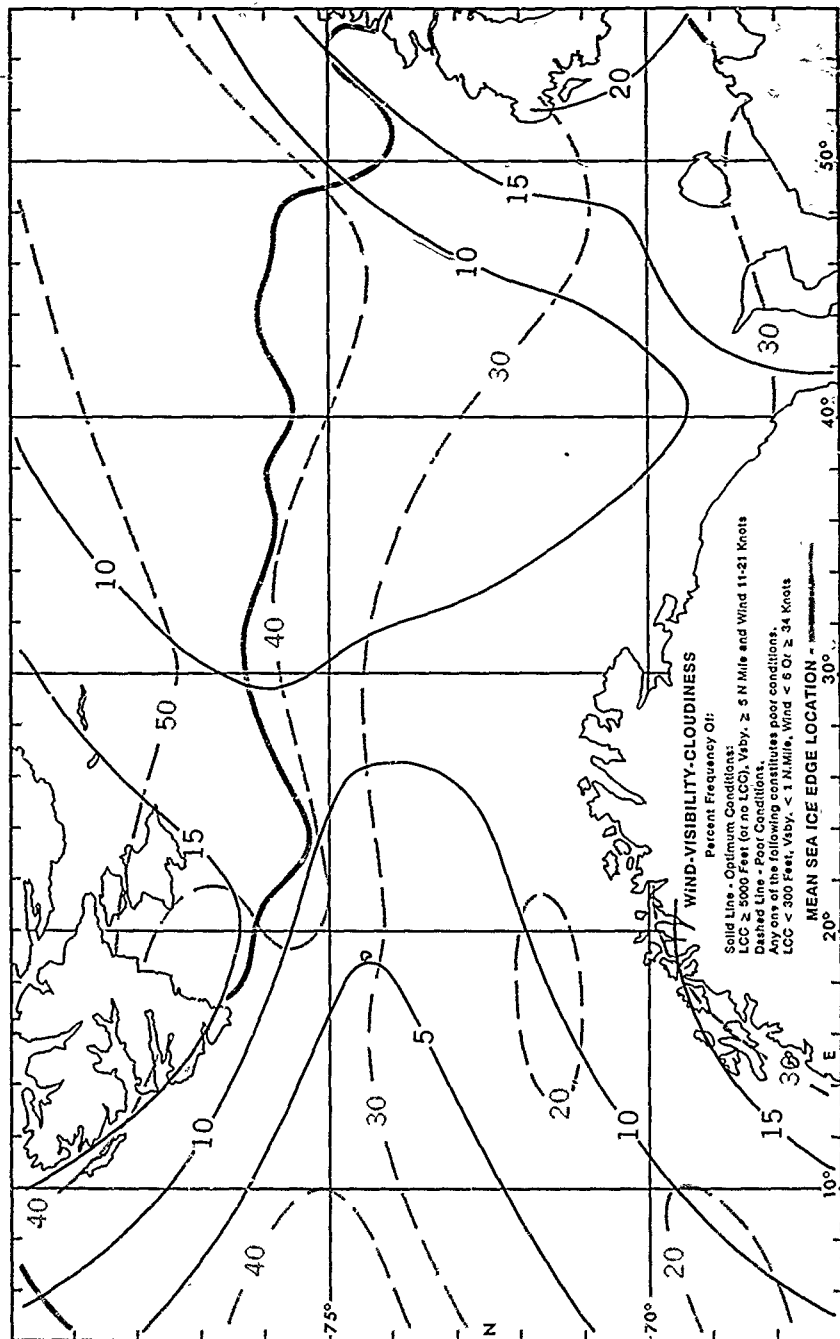 WIND-VISIBILITY-CLOUDINESS
Percent Frequency Of:
Solid Line - Optimum Conditions:
LCC ≥ 5000 Feet (or no LCC), Vsby. ≥ 5 N Mile and Wind 11-21 Knots
Dashed Line - Poor Conditions.
Any one of the following constitutes poor conditions.
LCC < 300 Feet, Vsby. < 1 N.Mile, Wind < 6 Or ≥ 34 Knots
MEAN SEA ICE EDGE LOCATION -
40
10
40
75°
N
5
30
20
10
20
70°
15
30
10°
E
15
50
20°
10
40
30°
30
40°
30
10
15
20
50°